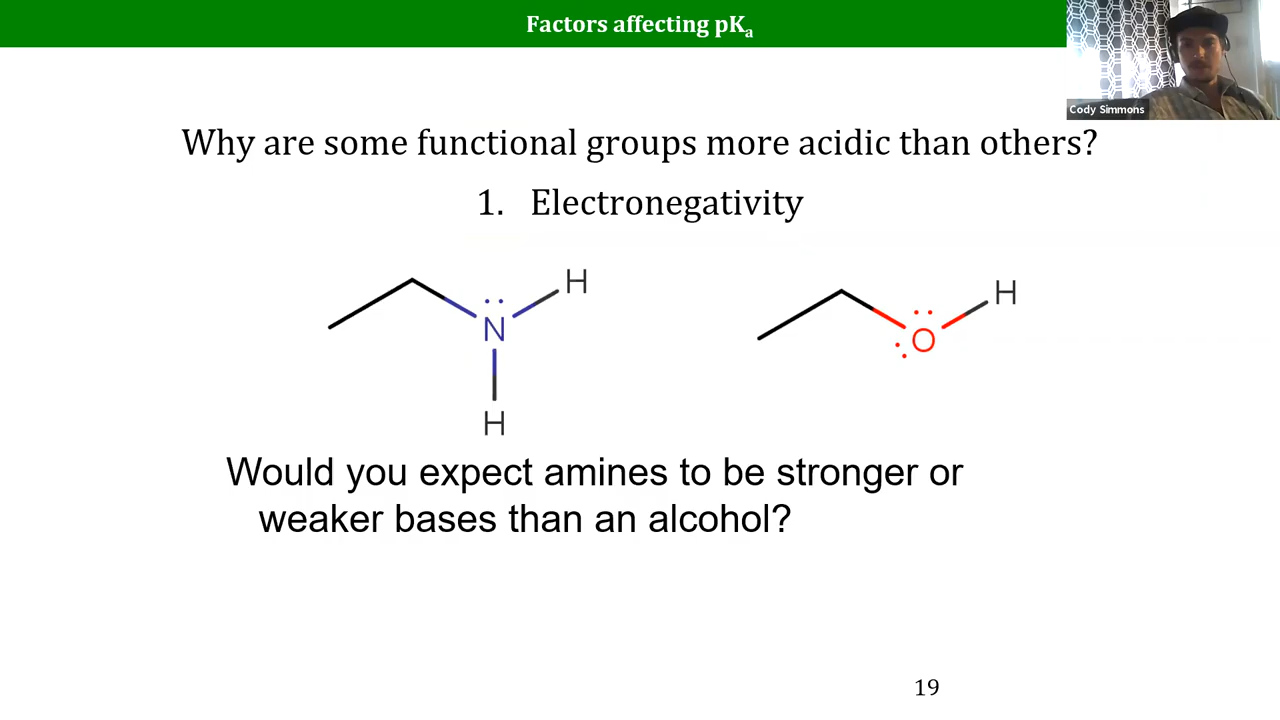 Factors affecting pKa
Cody Simmons
Why are some functional groups more acidic than others?
1. Electronegativity
H
N
H
H
O
Would you expect amines to be stronger or
weaker bases than an alcohol?
19